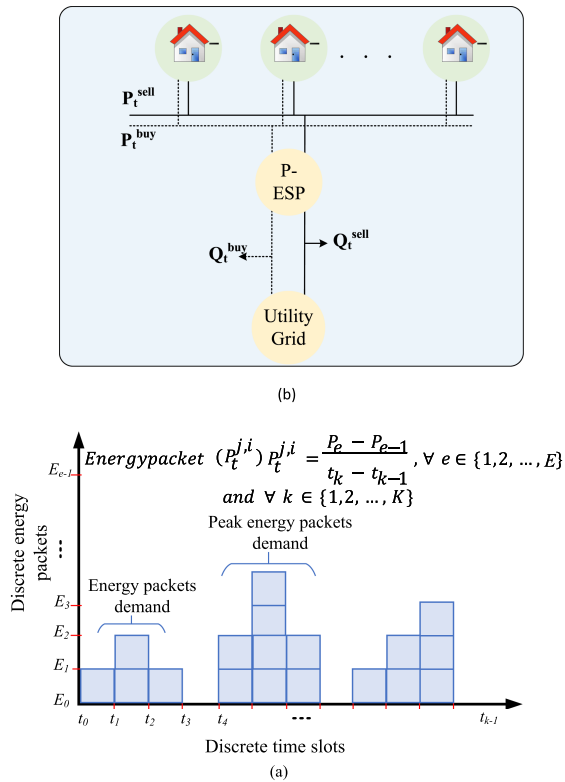 P_t^sell
P_t^buy
P-
ESP
Q_t^buy
Q_t^sell
Utility
Grid
(b)
Energypacket (P_t^{j,i}) P_t^{j,i} = \frac{P_e - P_{e-1}}{t_k - t_{k-1}}, ∀ e ∈ {1,2, ..., E}
and ∀ k ∈ {1,2, ..., K}
Peak energy packets
demand
Energy packets
demand
Discrete energy
packets
E_{e-1}
...
E_3
E_2
E_1
E_0
t_0 t_1 t_2 t_3 t_4 ... t_{k-1}
Discrete time slots
(a)